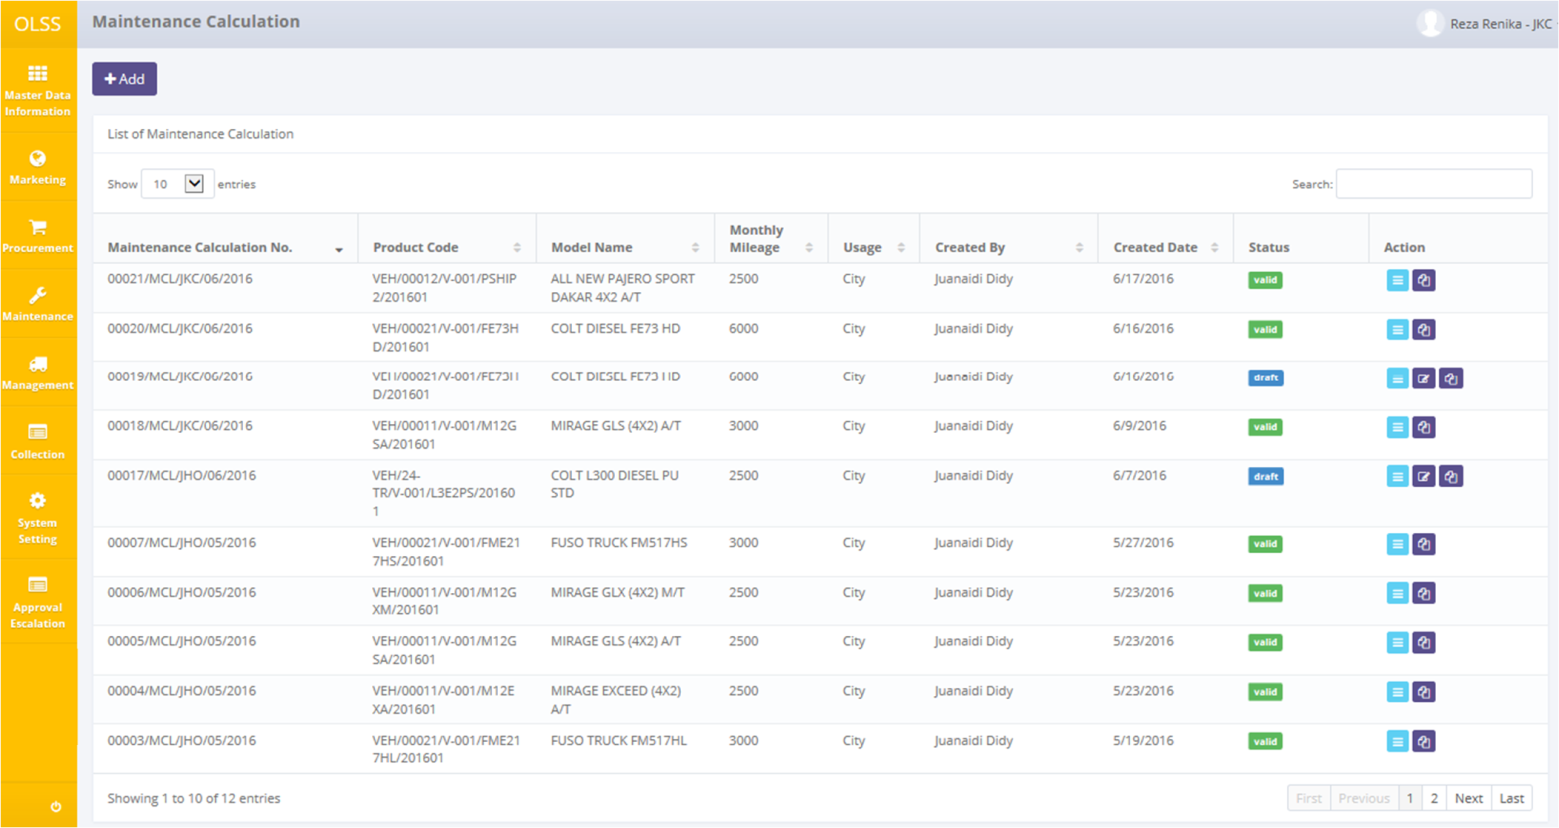 OLSS
Maintenance Calculation
Reza Renika - JKC
Master Data
Information
Marketing
Procurement
Maintenance
Management
Collection
System
Setting
Approval
Escalation
Add
List of Maintenance Calculation
Show 10 entries
Search:
Maintenance Calculation No. Product Code Model Name Monthly Mileage Usage Created By Created Date Status Action
00021/MCL/JKC/06/2016 VEH/00012/V-001/PSHIP ALL NEW PAJERO SPORT 2500 City Juanaidi Didy 6/17/2016 valid
2/201601 DAKAR 4X2 A/T
00020/MCL/JKC/06/2016 VEH/00021/V-001/FE73H COLT DIESEL FE73 HD 6000 City Juanaidi Didy 6/16/2016 valid
D/201601
00019/MCL/JKC/06/2016 VEH/00021/V-001/FE73H COLT DIESEL FE73 HD 6000 City Juanaidi Didy 6/16/2016 draft
D/201601
00018/MCL/JKC/06/2016 VEH/00011/V-001/M12G MIRAGE GLS (4X2) A/T 3000 City Juanaidi Didy 6/9/2016 valid
SA/201601
00017/MCL/JHO/06/2016 VEH/24- COLT L300 DIESEL PU 2500 City Juanaidi Didy 6/7/2016 draft
TR/V-001/L3E2PS/20160 STD
1
00007/MCL/JHO/05/2016 VEH/00021/V-001/FME21 FUSO TRUCK FM517HS 3000 City Juanaidi Didy 5/27/2016 valid
7HS/201601
00006/MCL/JHO/05/2016 VEH/00011/V-001/M12G MIRAGE GLX (4X2) M/T 2500 City Juanaidi Didy 5/23/2016 valid
XM/201601
00005/MCL/JHO/05/2016 VEH/00011/V-001/M12G MIRAGE GLS (4X2) A/T 2500 City Juanaidi Didy 5/23/2016 valid
SA/201601
00004/MCL/JHO/05/2016 VEH/00011/V-001/M12E MIRAGE EXCEED (4X2) 2500 City Juanaidi Didy 5/23/2016 valid
XA/201601 A/T
00003/MCL/JHO/05/2016 VEH/00021/V-001/FME21 FUSO TRUCK FM517HL 3000 City Juanaidi Didy 5/19/2016 valid
7HL/201601
Showing 1 to 10 of 12 entries
First Previous 1 2 Next Last